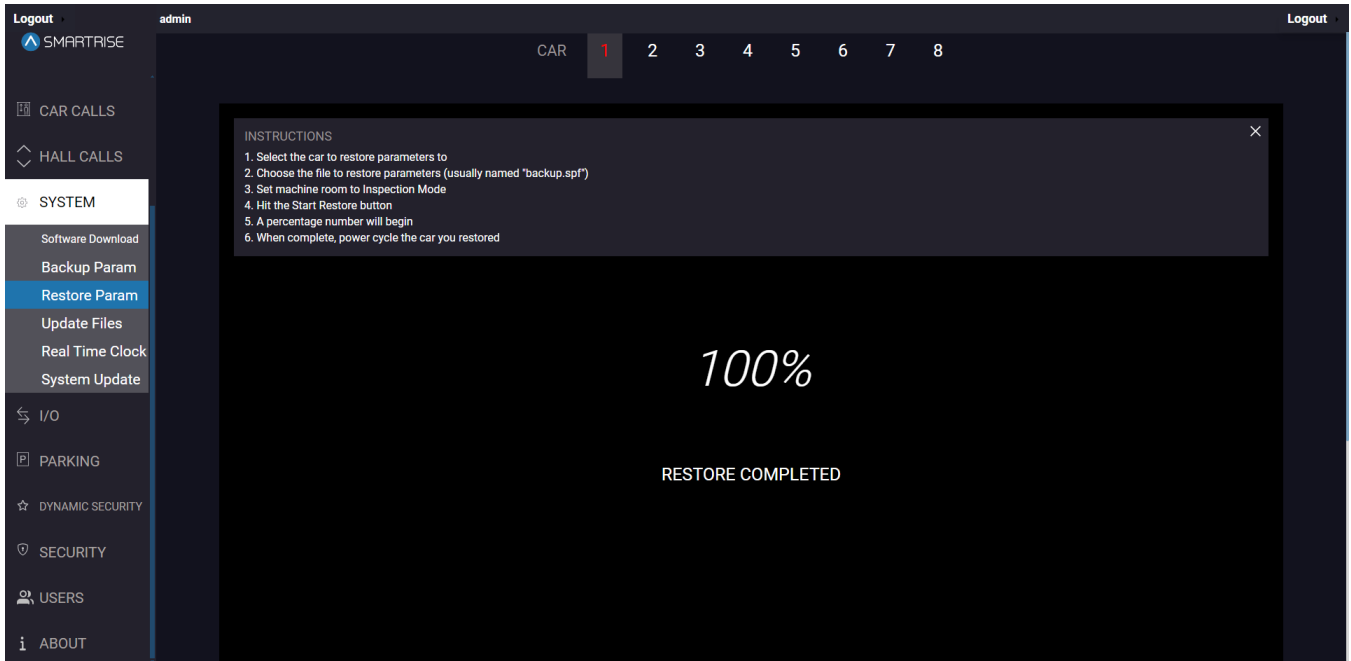 Logout
admin
Logout
SMARTRISE
CAR 1 2 3 4 5 6 7 8
CAR CALLS
HALL CALLS
SYSTEM
Software Download
Backup Param
Restore Param
Update Files
Real Time Clock
System Update
I/O
P PARKING
DYNAMIC SECURITY
SECURITY
USERS
i ABOUT
INSTRUCTIONS
1. Select the car to restore parameters to
2. Choose the file to restore parameters (usually named "backup.spf")
3. Set machine room to Inspection Mode
4. Hit the Start Restore button
5. A percentage number will begin
6. When complete, power cycle the car you restored
100%
RESTORE COMPLETED